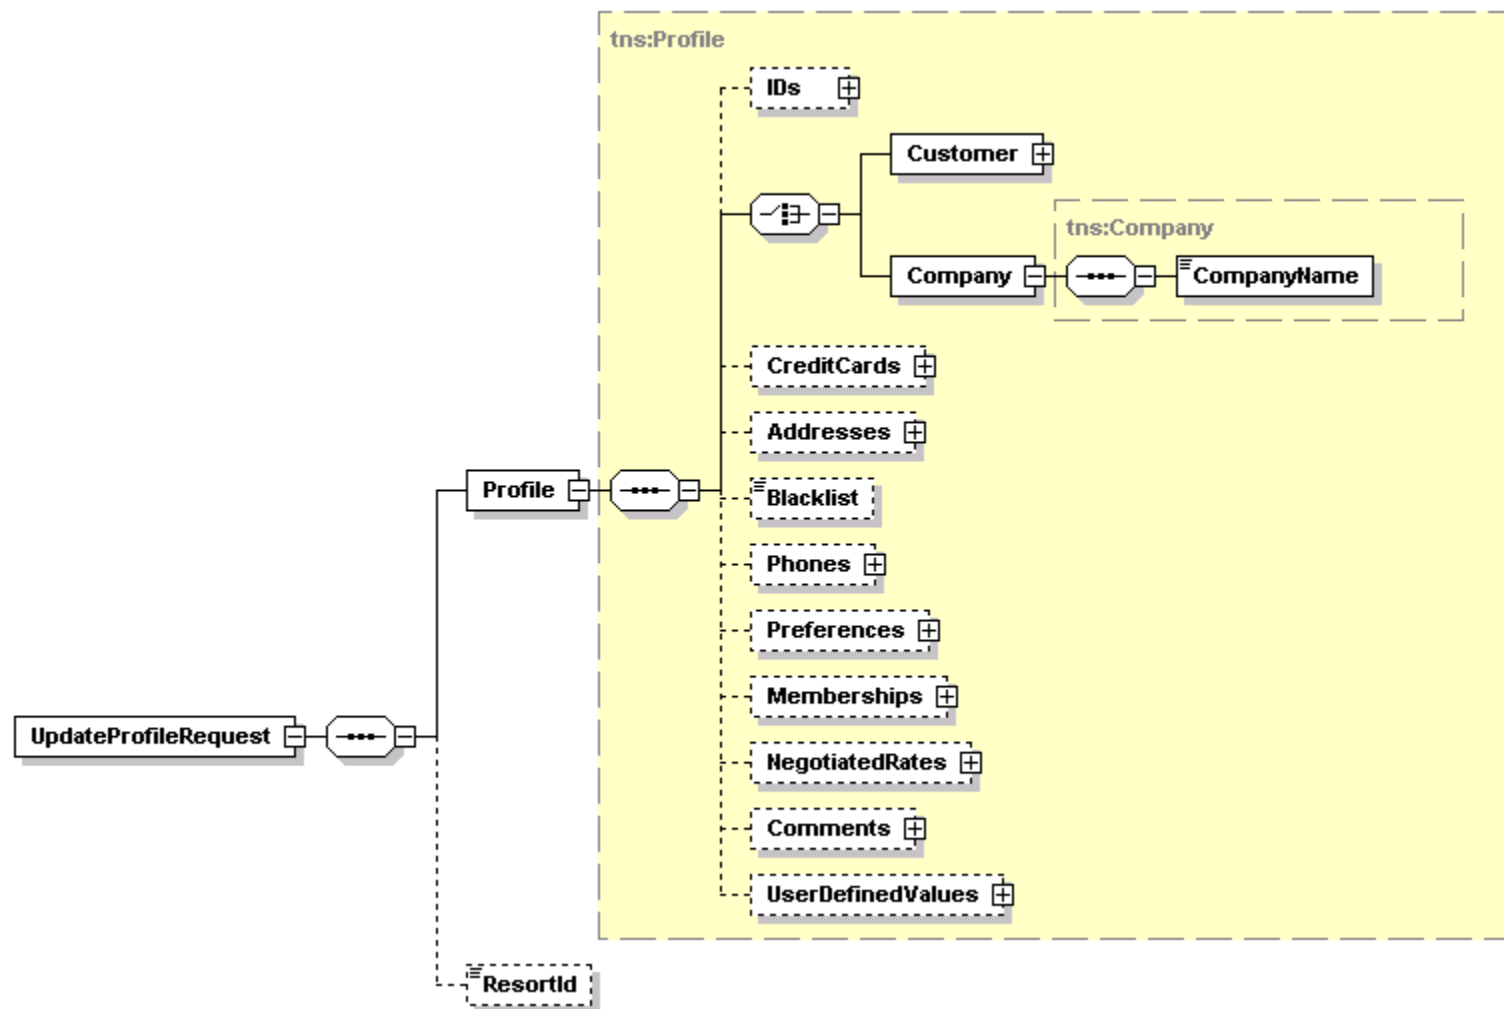 tns:Profile
IDs
Customer
tns:Company
Company
CompanyName
CreditCards
Addresses
Profile
Blacklist
Phones
Preferences
Memberships
UpdateProfileRequest
NegotiatedRates
Comments
UserDefinedValues
ResortId